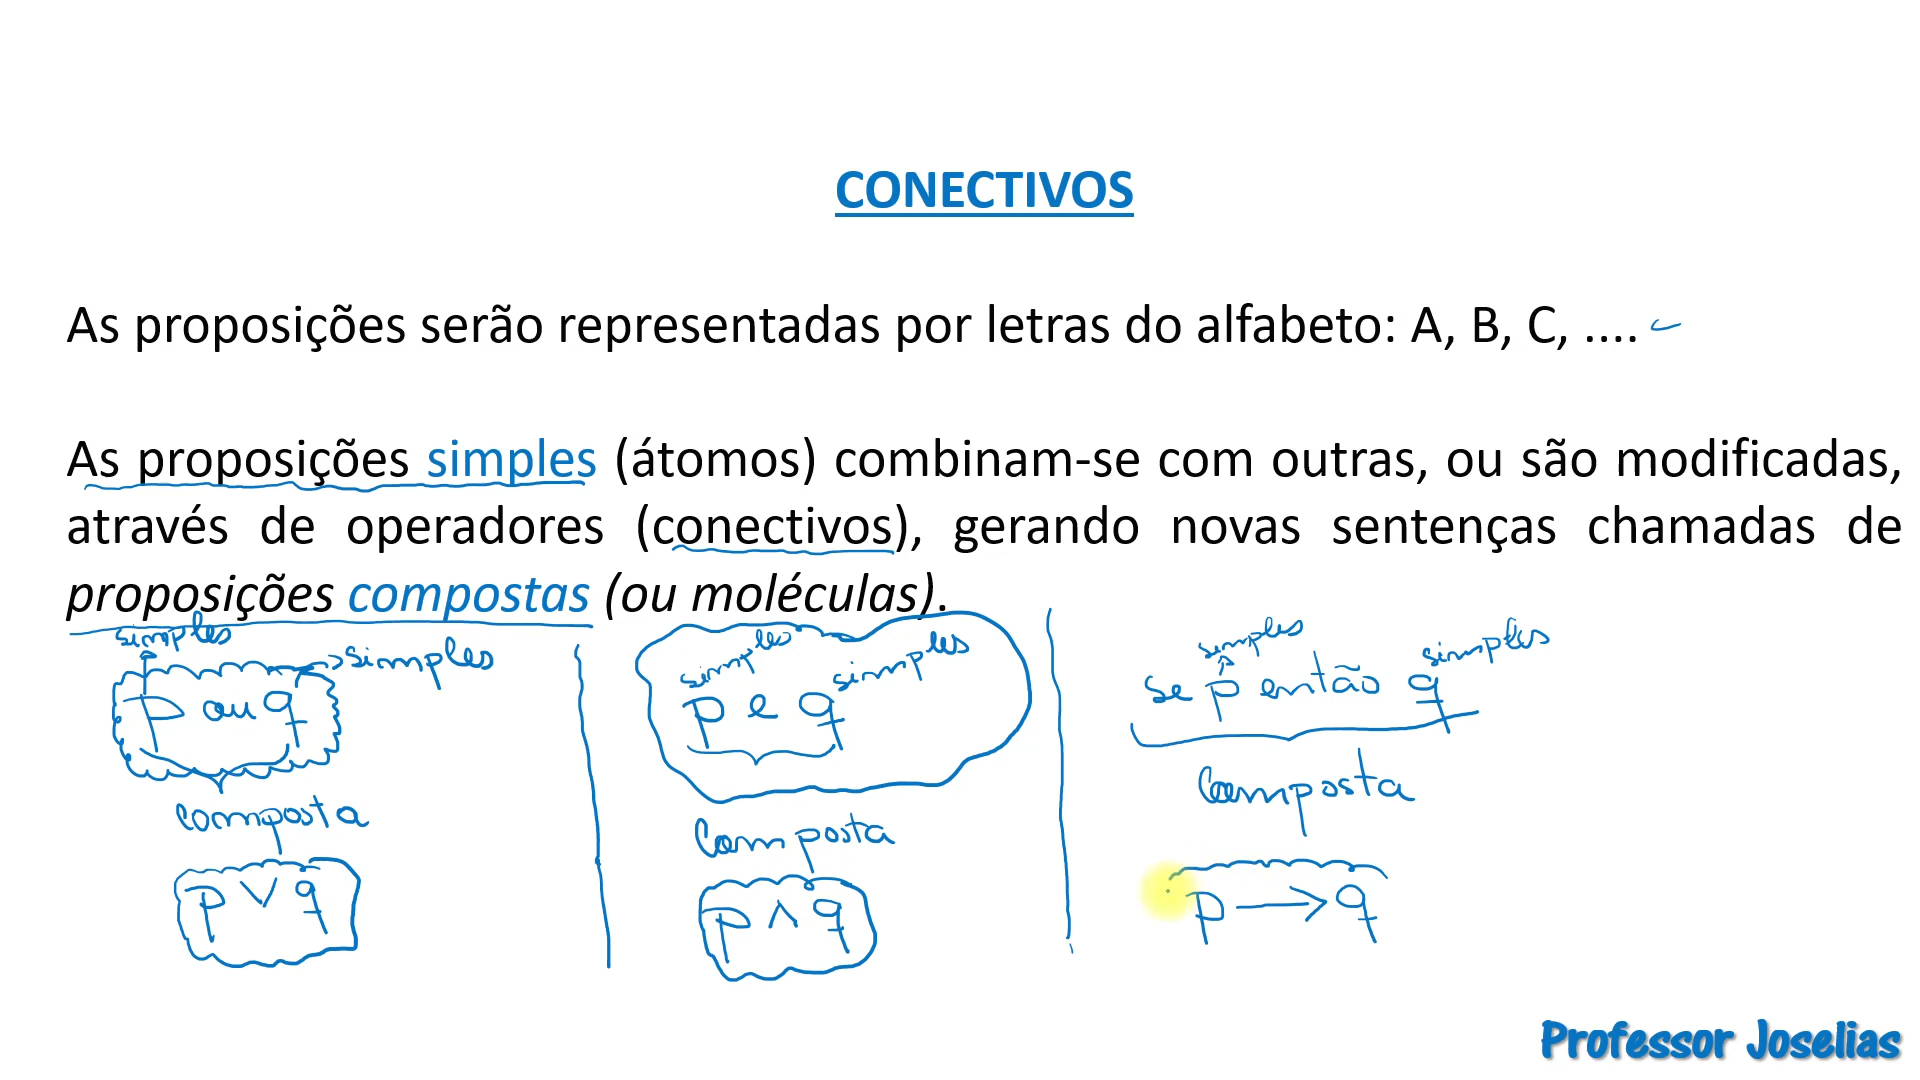 CONECTIVOS
As proposições serão representadas por letras do alfabeto: A, B, C, ....
As proposições simples (átomos) combinam-se com outras, ou são modificadas,
através de operadores (conectivos), gerando novas sentenças chamadas de
proposições compostas (ou moléculas).
simples
simples
p ou q
composta
p ∨ q
simples simples
p e q
Composta
p ∧ q
simples simples
se p então q
Composta
p → q
Professor Joselias